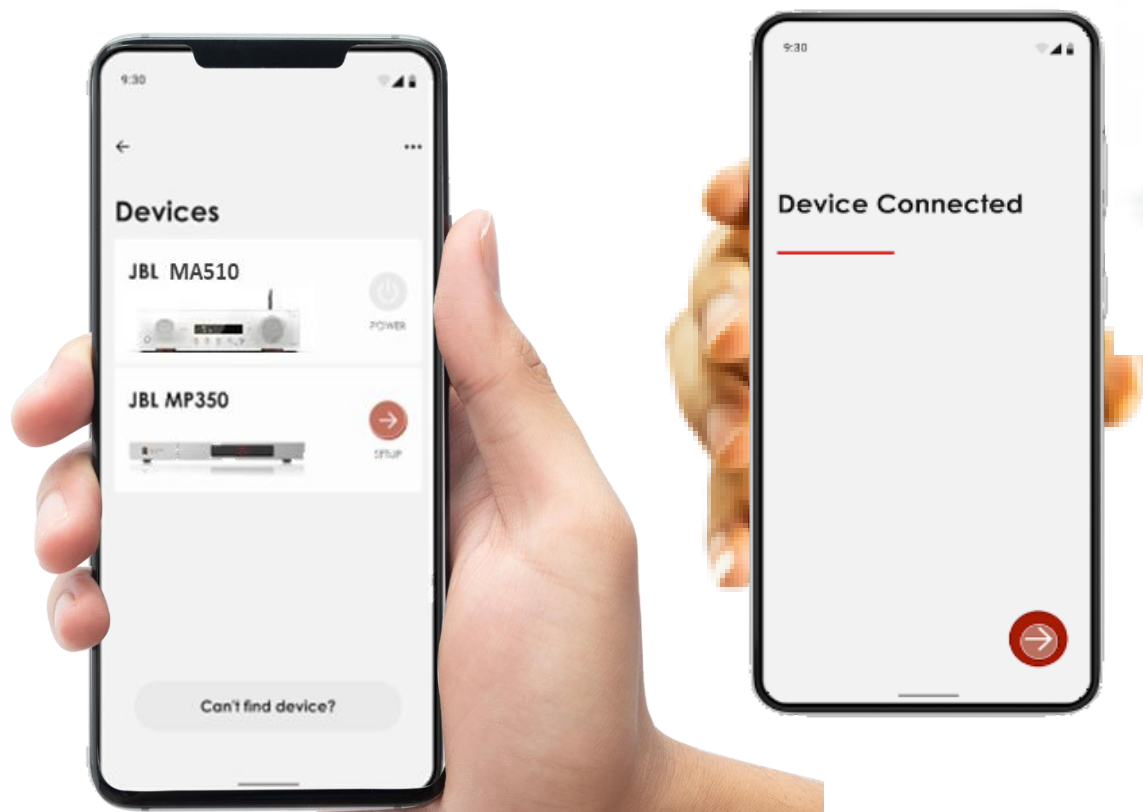 9:30
Devices
JBL MA510
POWER
JBL MP350
SETUP
Can't find device?
9:30
Device Connected